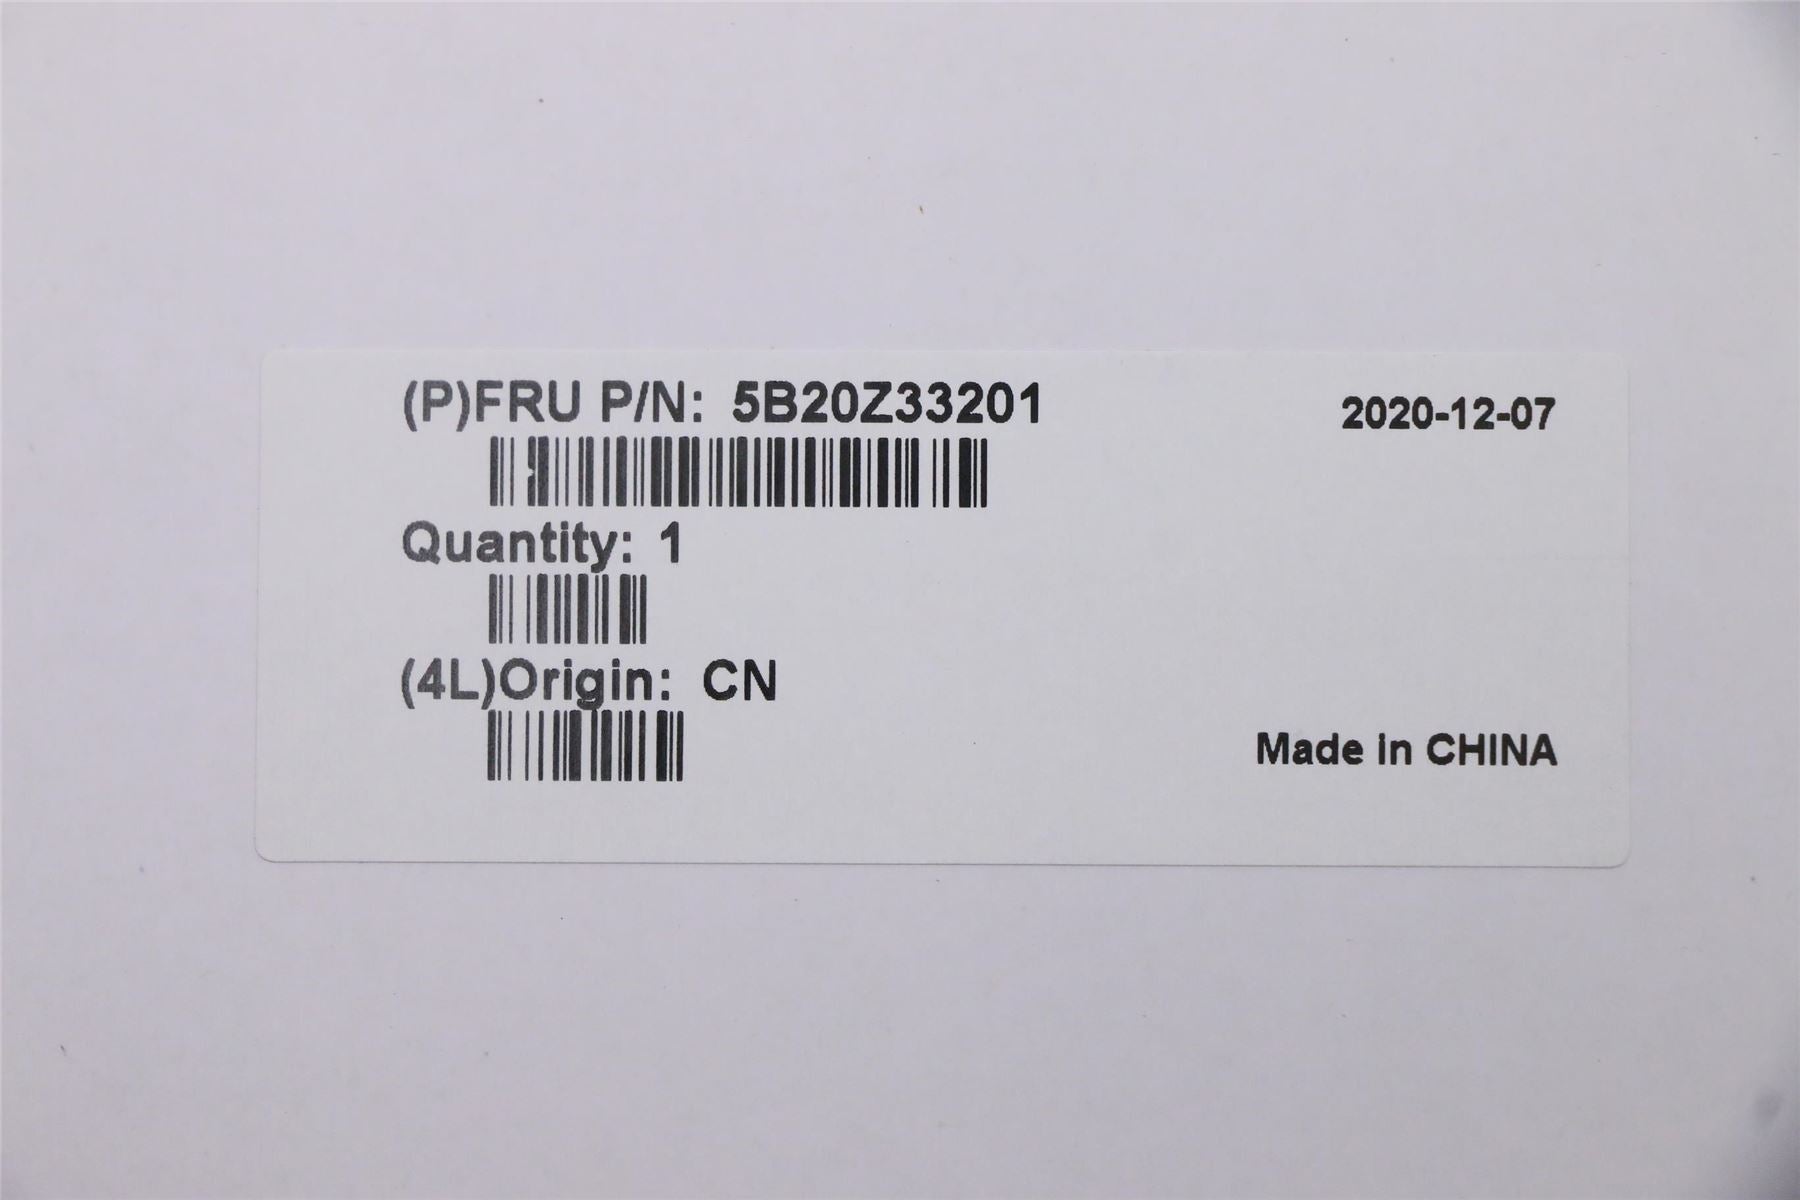 (P)FRU P/N: 5B20Z33201
2020-12-07
Quantity: 1
(4L)Origin: CN
Made in CHINA